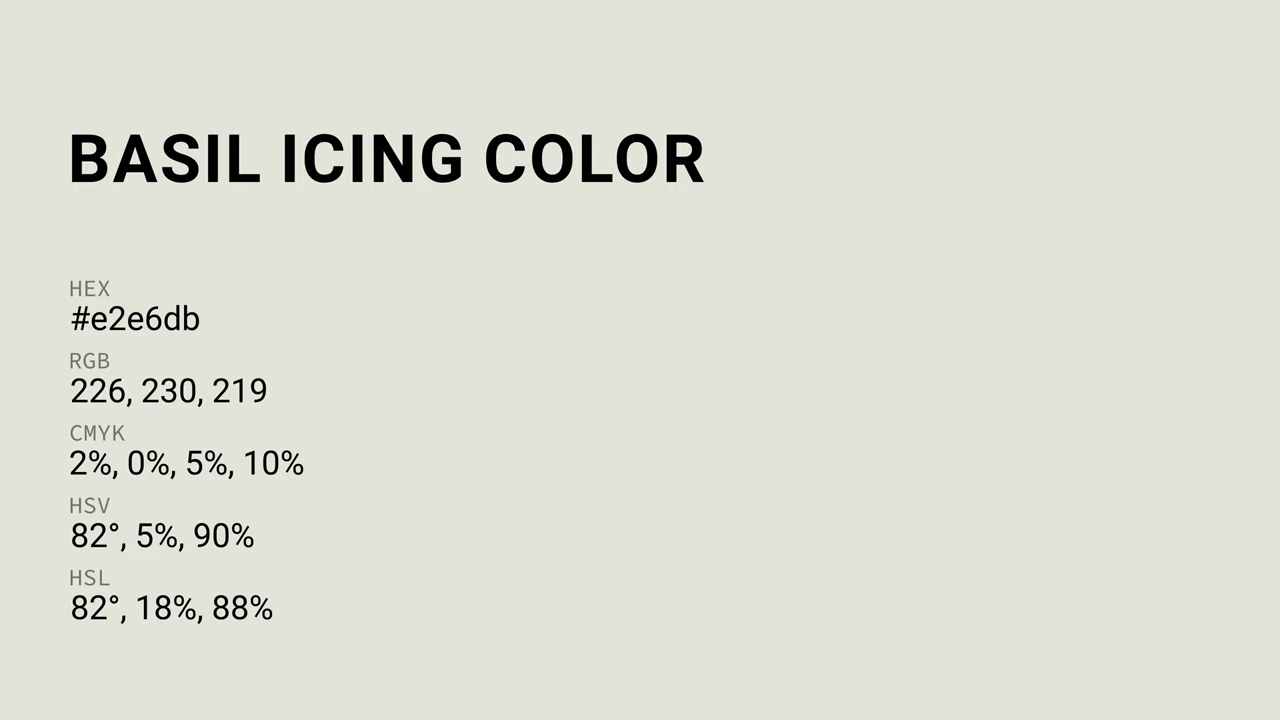 BASIL ICING COLOR
HEX
#e2e6db
RGB
226, 230, 219
CMYK
2%, 0%, 5%, 10%
HSV
82°, 5%, 90%
HSL
82°, 18%, 88%